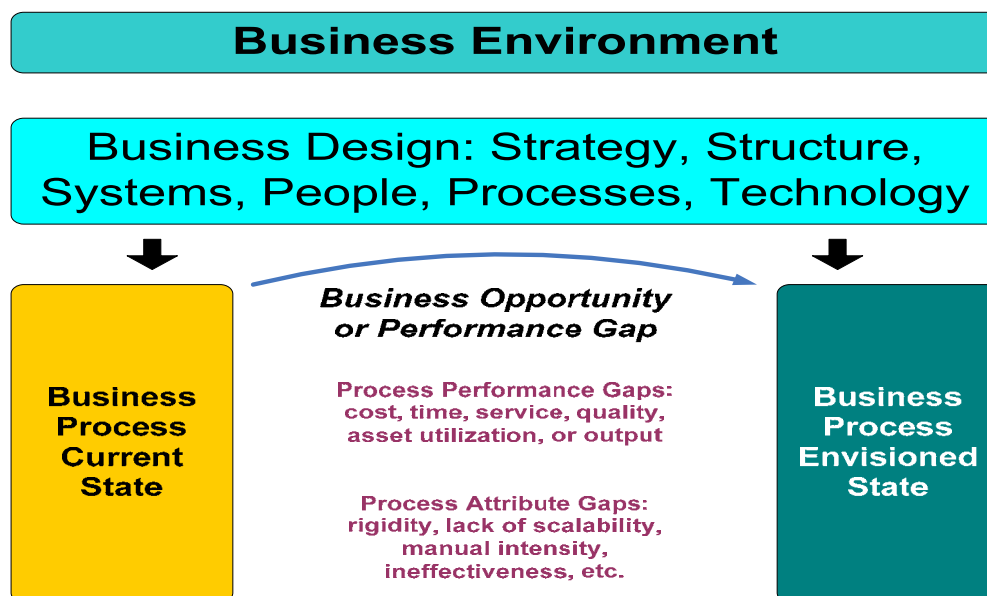 Business Environment
Business Design: Strategy, Structure,
Systems, People, Processes, Technology
Business Opportunity
or Performance Gap
Business
Process
Current
State
Process Performance Gaps:
cost, time, service, quality,
asset utilization, or output
Process Attribute Gaps:
rigidity, lack of scalability,
manual intensity,
ineffectiveness, etc.
Business
Process
Envisioned
State